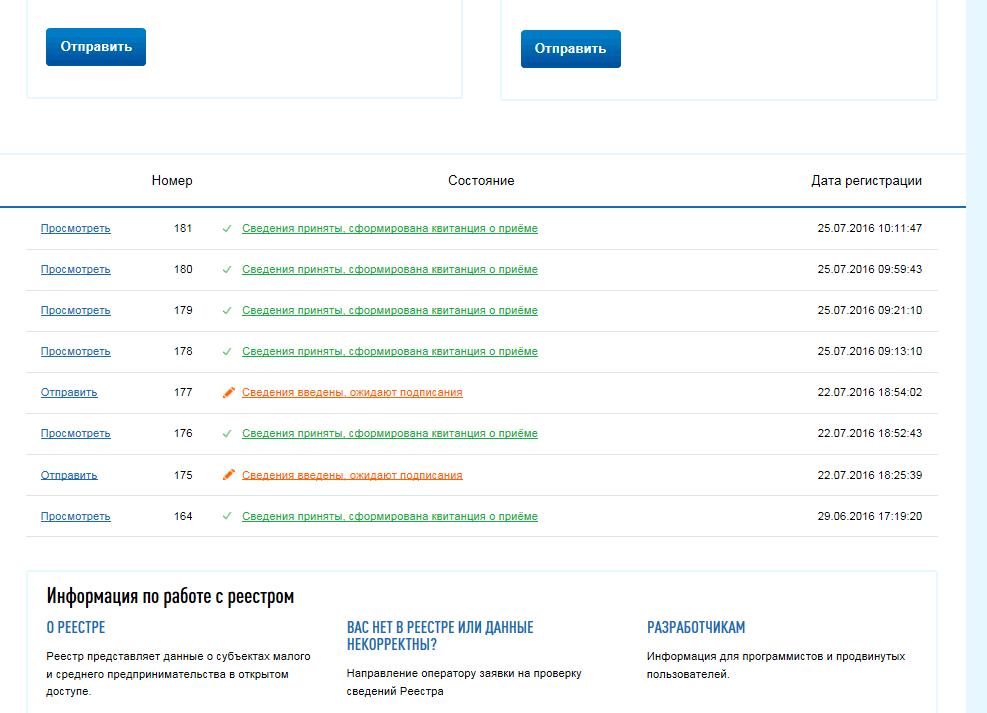 Отправить Отправить
Номер Состояние Дата регистрации
Просмотреть 181 Сведения приняты, сформирована квитанция о приёме 25.07.2016 10:11:47
Просмотреть 180 Сведения приняты, сформирована квитанция о приёме 25.07.2016 09:59:43
Просмотреть 179 Сведения приняты, сформирована квитанция о приёме 25.07.2016 09:21:10
Просмотреть 178 Сведения приняты, сформирована квитанция о приёме 25.07.2016 09:13:10
Отправить 177 Сведения введены, ожидают подписания 22.07.2016 18:54:02
Просмотреть 176 Сведения приняты, сформирована квитанция о приёме 22.07.2016 18:52:43
Отправить 175 Сведения введены, ожидают подписания 22.07.2016 18:25:39
Просмотреть 164 Сведения приняты, сформирована квитанция о приёме 29.06.2016 17:19:20
Информация по работе с реестром
О РЕЕСТРЕ
Реестр представляет данные о субъектах малого
и среднего предпринимательства в открытом
доступе.
ВАС НЕТ В РЕЕСТРЕ ИЛИ ДАННЫЕ
НЕКОРРЕКТНЫ?
Направление оператору заявки на проверку
сведений Реестра
РАЗРАБОТЧИКАМ
Информация для программистов и продвинутых
пользователей.